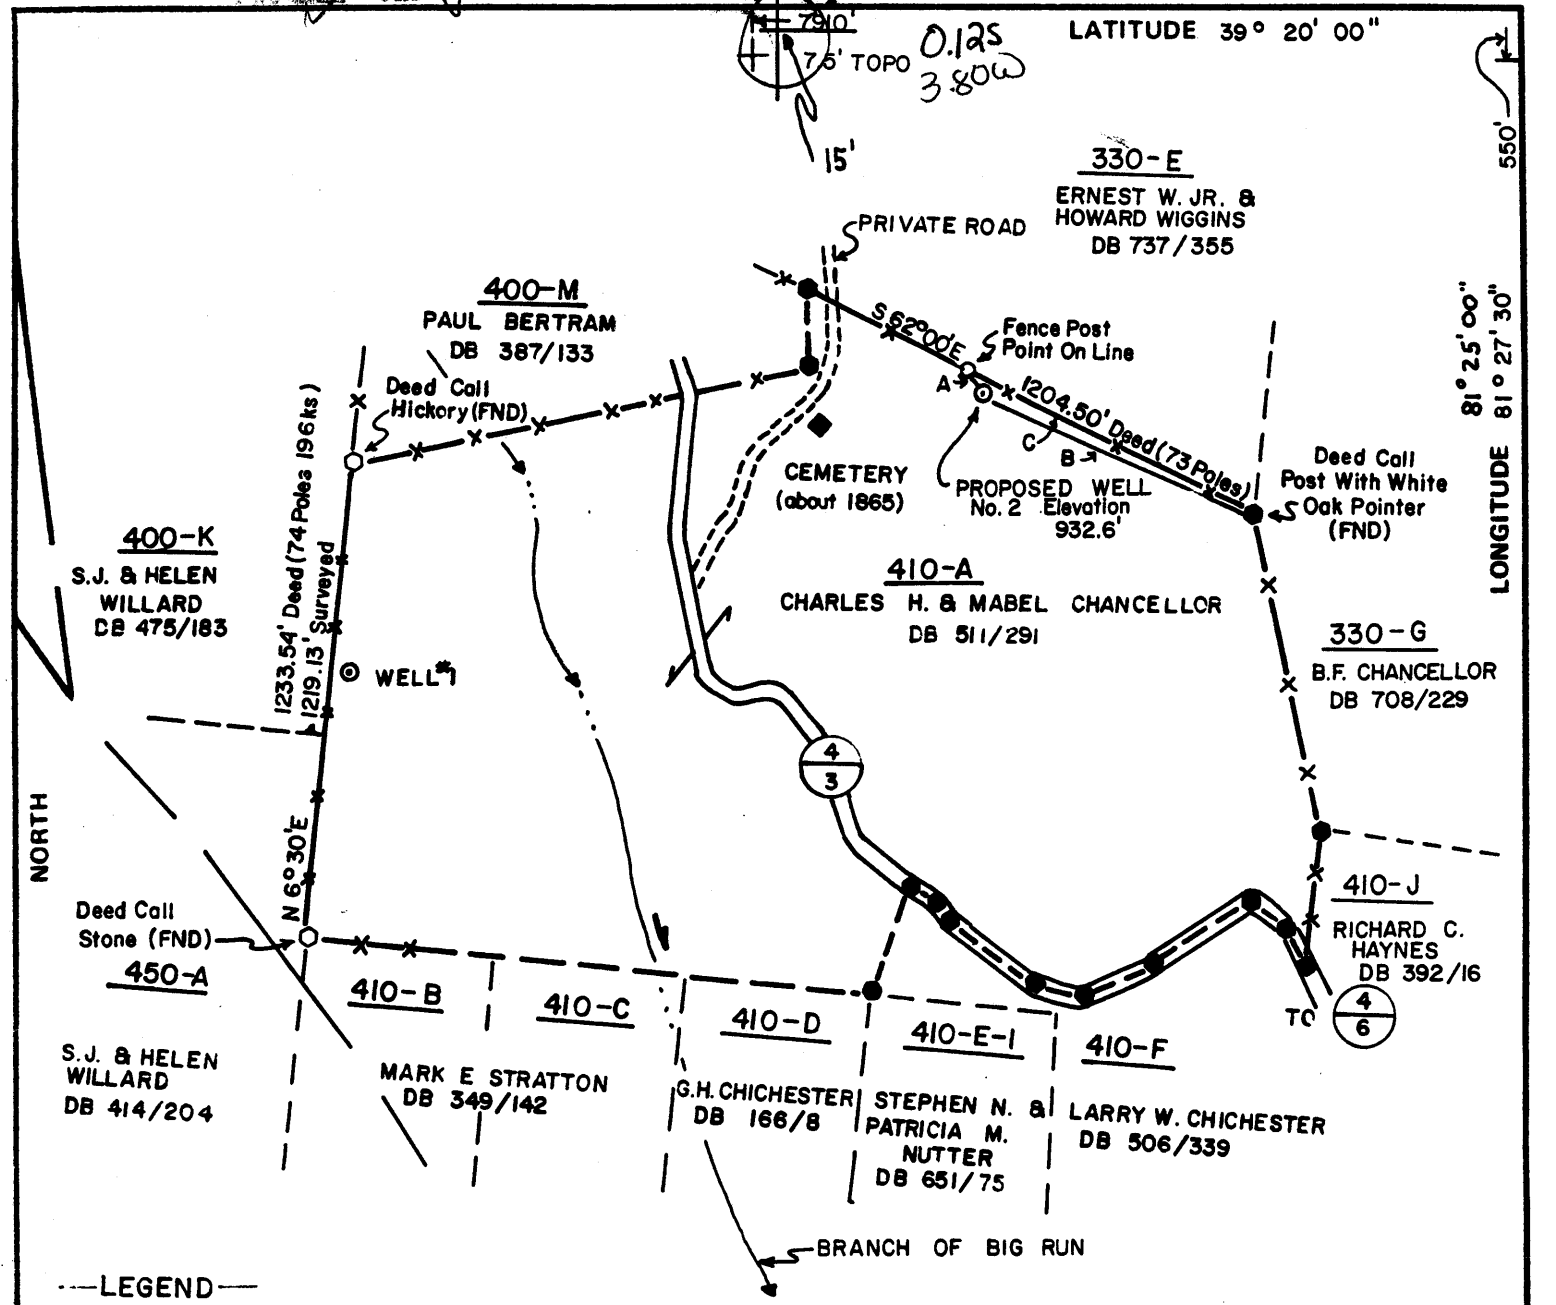 7910'
7.5' TOPO
0.12S
3.80W
LATITUDE 39° 20' 00"
550'
15'
330-E
ERNEST W. JR. &
HOWARD WIGGINS
DB 737/355
PRIVATE ROAD
400-M
PAUL BERTRAM
DB 387/133
LONGITUDE 81° 27' 30"
81° 25' 00"
S 62°00'E
Fence Post
Point On Line
A
1204.50' Deed (73 Poles)
C
B
Deed Call
Hickory (FND)
CEMETERY
(about 1865)
PROPOSED WELL
No. 2 Elevation
932.6'
Deed Call
Post With White
Oak Pointer
(FND)
400-K
S.J. & HELEN
WILLARD
DB 475/183
1233.54' Deed (74 Poles 19 6ks)
1219.13' Surveyed
410-A
CHARLES H. & MABEL CHANCELLOR
DB 511/291
330-G
B.F. CHANCELLOR
DB 708/229
WELL #1
4
3
NORTH
N 6°30'E
Deed Call
Stone (FND)
450-A
S.J. & HELEN
WILLARD
DB 414/204
410-B
410-C
MARK E STRATTON
DB 349/142
410-D
G.H. CHICHESTER
DB 166/8
410-E-1
STEPHEN N. &
PATRICIA M.
NUTTER
DB 651/75
410-F
LARRY W. CHICHESTER
DB 506/339
410-J
RICHARD C.
HAYNES
DB 392/16
TO
4
6
BRANCH OF BIG RUN
LEGEND